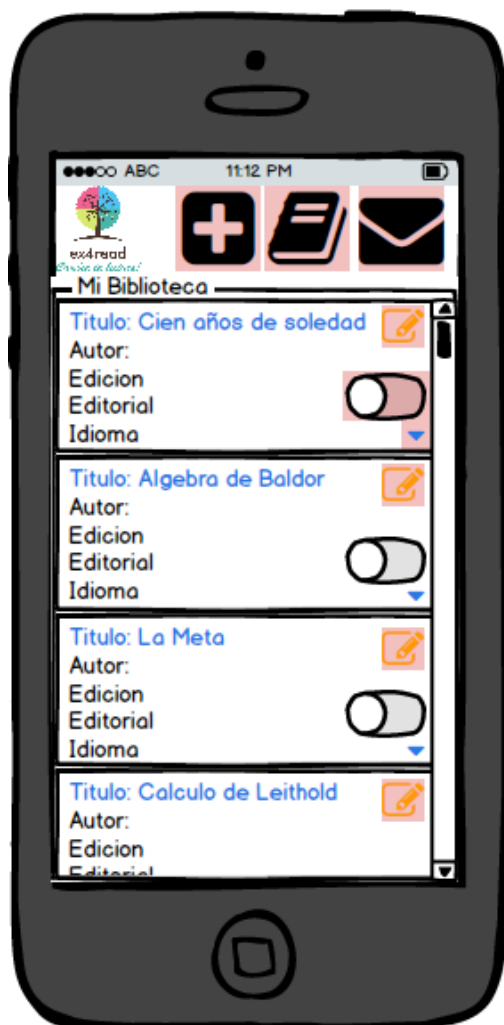 ABC 11:12 PM
ex4read
Mi Biblioteca
Titulo: Cien años de soledad
Autor:
Edicion
Editorial
Idioma
Titulo: Algebra de Baldor
Autor:
Edicion
Editorial
Idioma
Titulo: La Meta
Autor:
Edicion
Editorial
Idioma
Titulo: Calculo de Leithold
Autor:
Edicion
Editorial